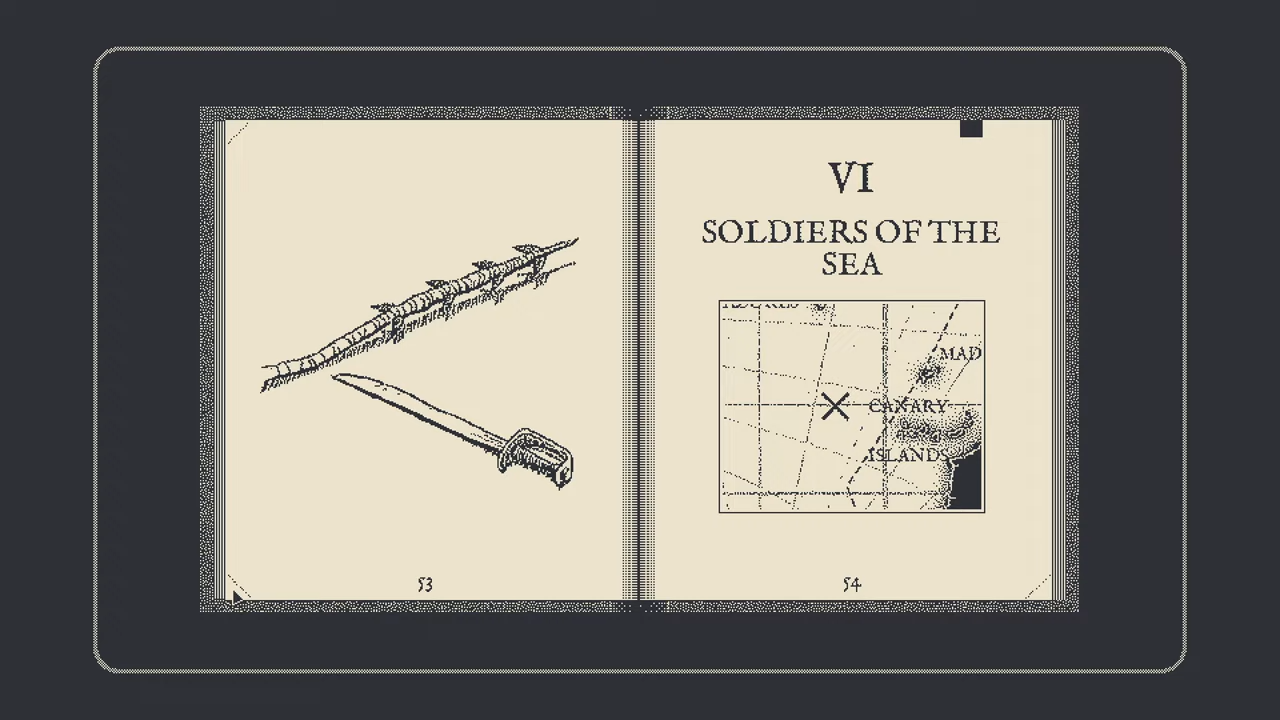 53
VI
SOLDIERS OF THE
SEA
MAD
CANARY
ISLANDS
54